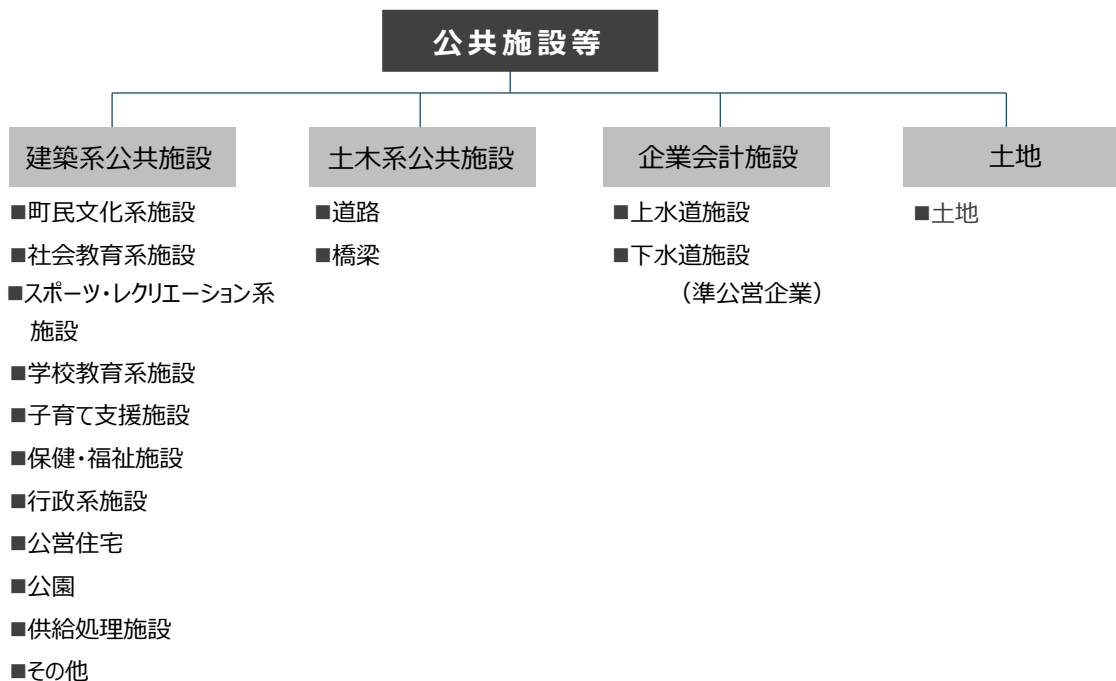 公共施設等
建築系公共施設
■町民文化系施設
■社会教育系施設
■スポーツ・レクリエーション系
施設
■学校教育系施設
■子育て支援施設
■保健・福祉施設
■行政系施設
■公営住宅
■公園
■供給処理施設
■その他
土木系公共施設
■道路
■橋梁
企業会計施設
■上水道施設
■下水道施設
（準公営企業）
土地
■土地